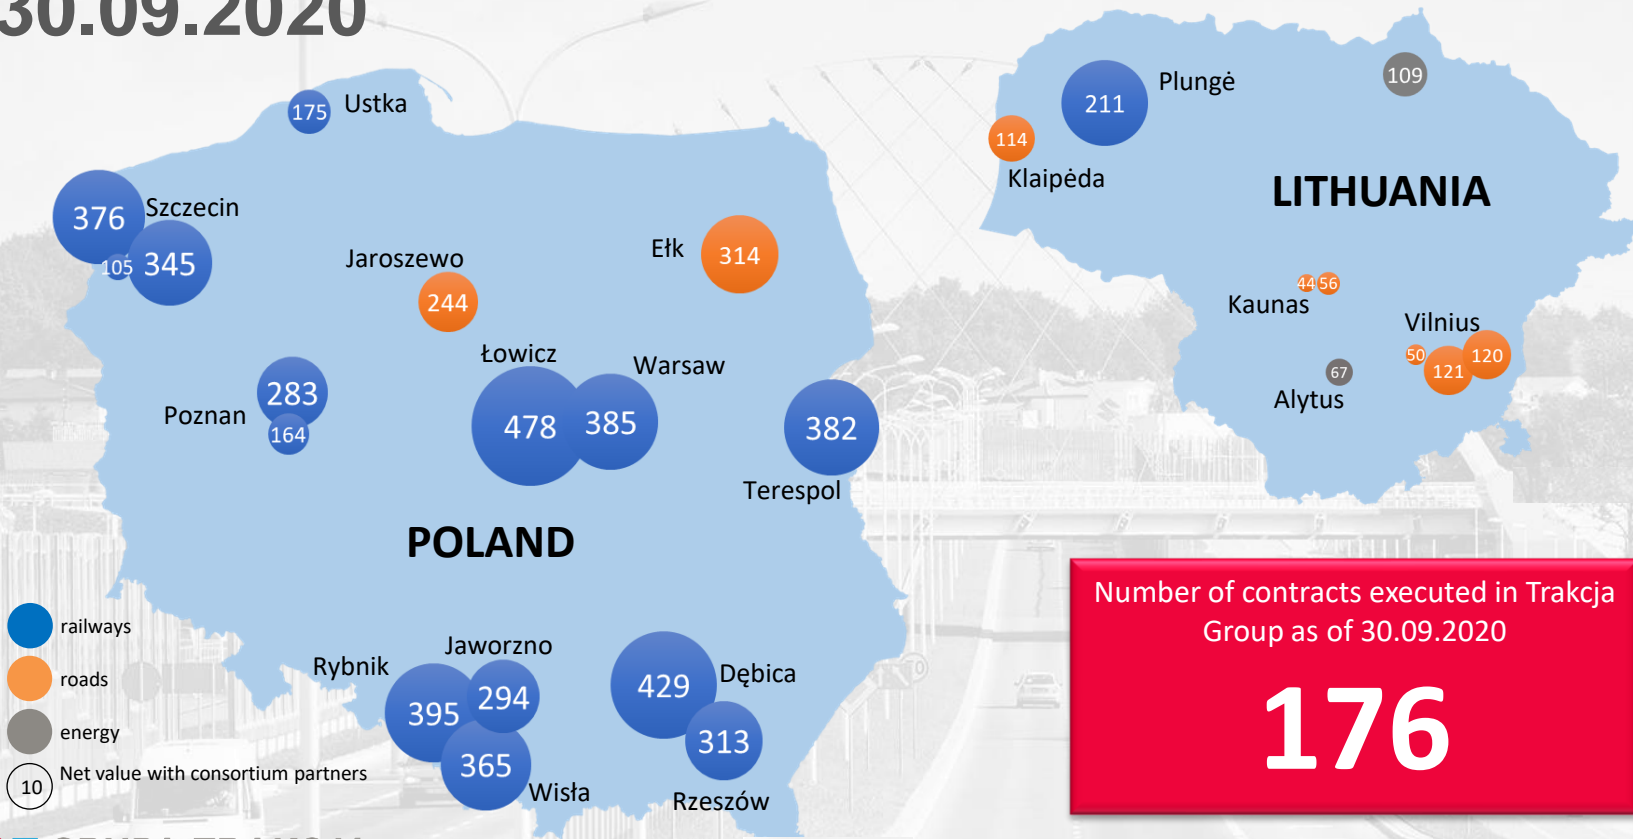 30.09.2020
175
Ustka
376
Szczecin
105
345
Jaroszewo
244
Ełk
314
Łowicz
Warsaw
Poznan
283
164
478
385
382
Terespol
POLAND
Rybnik
Jaworzno
395
294
365
Wisła
429
Dębica
313
Rzeszów
211
Plungė
109
114
Klaipėda
LITHUANIA
44
56
Kaunas
Vilnius
50
121
120
67
Alytus
railways
roads
energy
10
Net value with consortium partners
Number of contracts executed in Trakcja
Group as of 30.09.2020
176